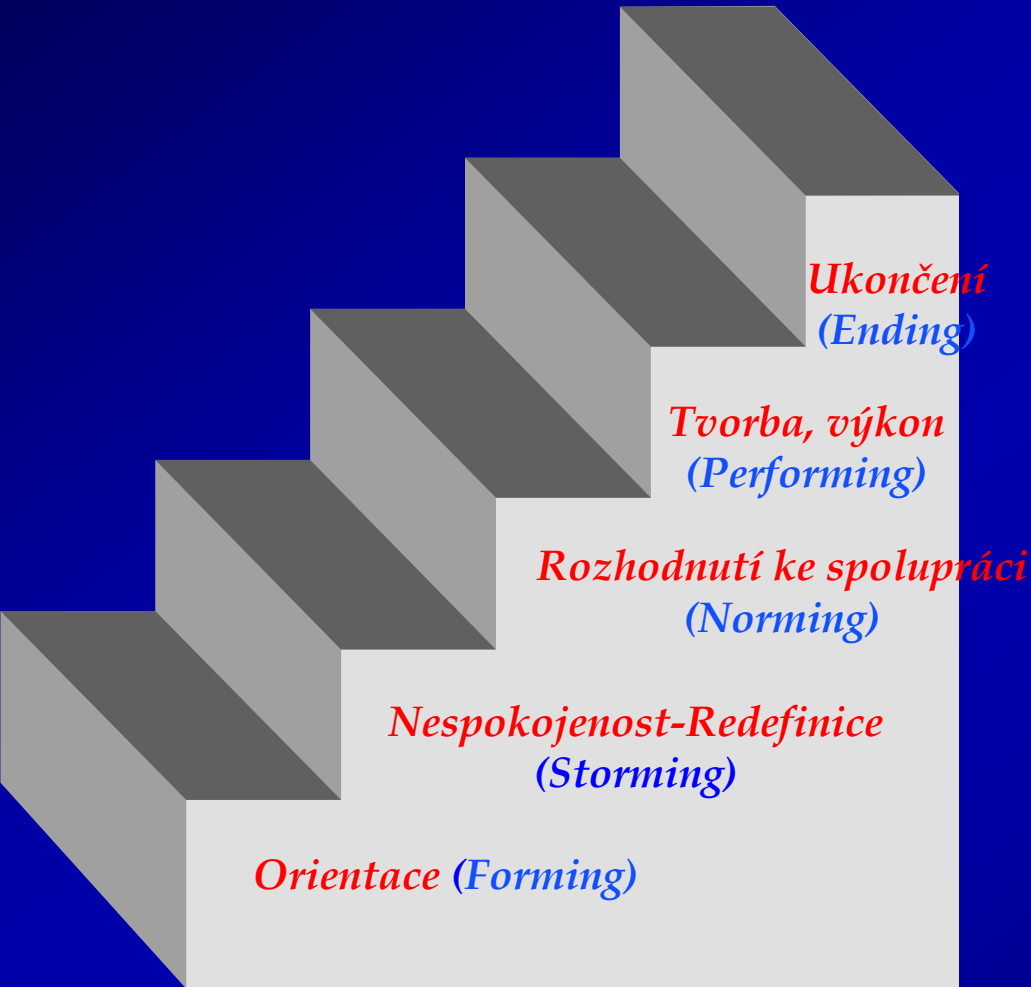 Ukončení
(Ending)
Tvorba, výkon
(Performing)
Rozhodnutí ke spolupráci
(Norming)
Nespokojenost-Redefinice
(Storming)
Orientace (Forming)